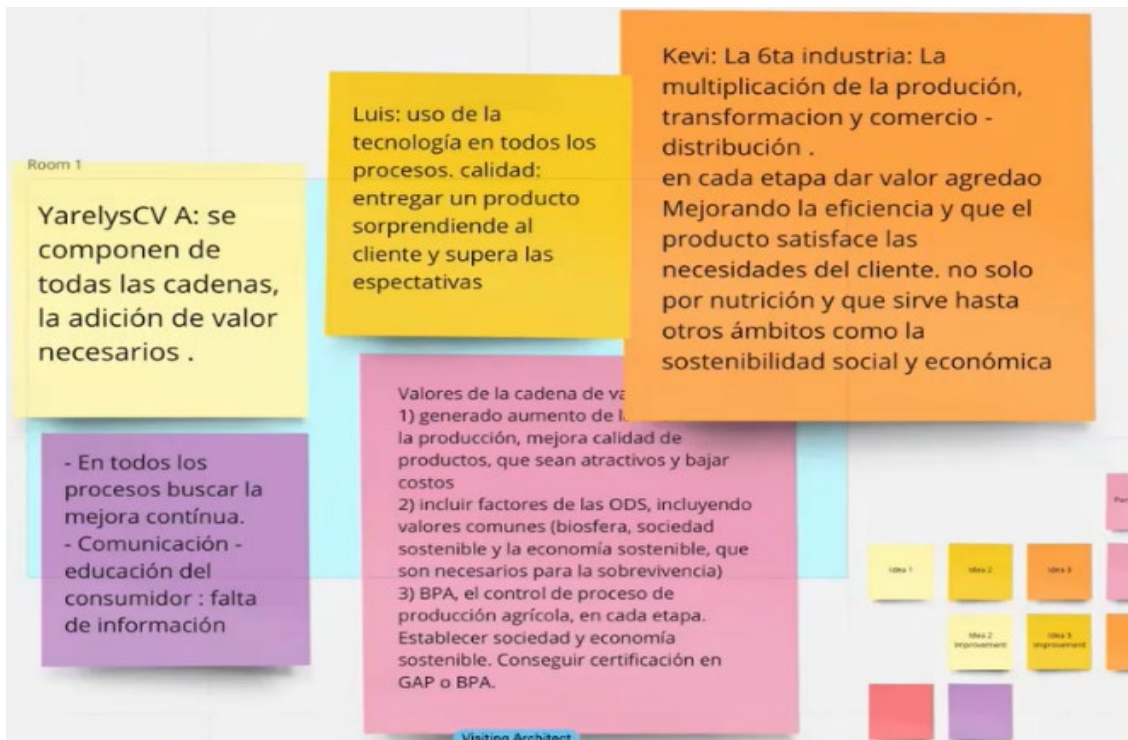 Room 1
YarelysCV A: se
componen de
todas las cadenas,
la adición de valor
necesarios .
Luis: uso de la
tecnología en todos los
procesos. calidad:
entregar un producto
sorprendiende al
cliente y supera las
espectativas
Kevi: La 6ta industria: La
multiplicación de la produción,
transformacion y comercio -
distribución .
en cada etapa dar valor agredao
Mejorando la eficiencia y que el
producto satisface las
necesidades del cliente. no solo
por nutrición y que sirve hasta
otros ámbitos como la
sostenibilidad social y económica
- En todos los
procesos buscar la
mejora contínua.
- Comunicación -
educación del
consumidor : falta
de información
Valores de la cadena de
1) generado aumento de
la producción, mejora calidad de
productos, que sean atractivos y bajar
costos
2) incluir factores de las ODS, incluyendo
valores comunes (biosfera, sociedad
sostenible y la economía sostenible, que
son necesarios para la sobrevivencia)
3) BPA, el control de proceso de
producción agrícola, en cada etapa.
Establecer sociedad y economía
sostenible. Conseguir certificación en
GAP o BPA.
Visiting Architect
Idea 1
Idea 2
Idea 3
Idea 2
Improvement
Idea 3
Improvement